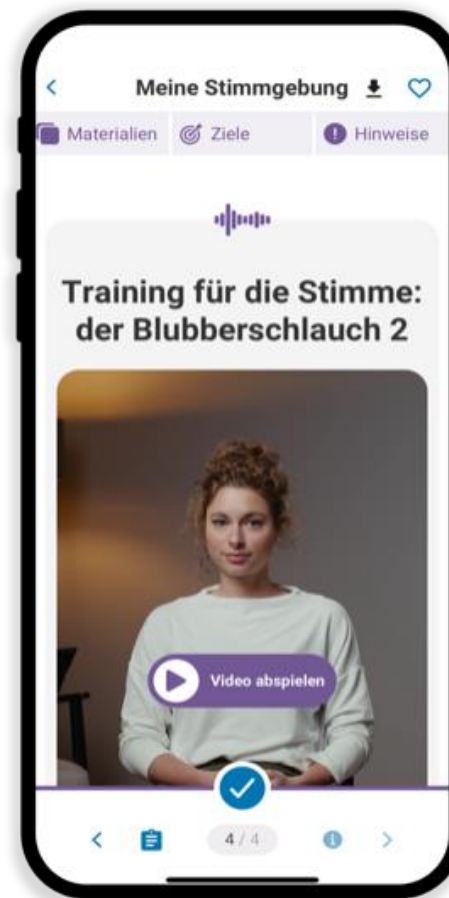 Meine Stimmgebung
Materialien Ziele Hinweise
Training für die Stimme:
der Blubberschlauch 2
Video abspielen
4 / 4